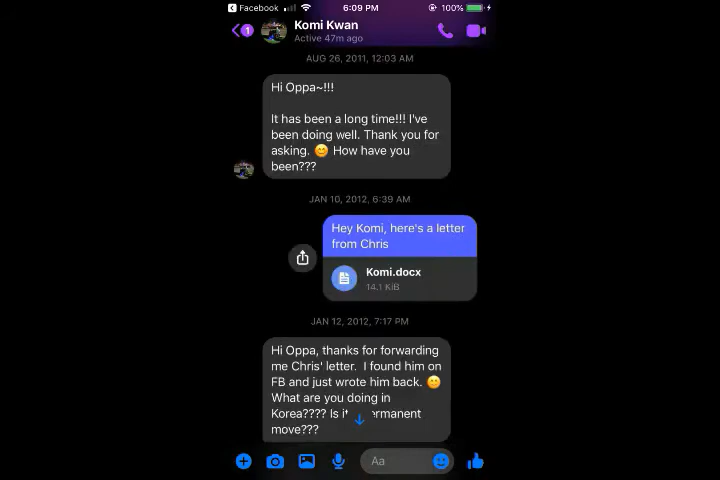 Facebook 6:09 PM 100%
1 Komi Kwan
Active 47m ago
AUG 26, 2011, 12:03 AM
Hi Oppa~!!!
It has been a long time!!! I've
been doing well. Thank you for
asking. 😊 How have you
been???
JAN 10, 2012, 6:39 AM
Hey Komi, here's a letter
from Chris
Komi.docx
14.1 KiB
JAN 12, 2012, 7:17 PM
Hi Oppa, thanks for forwarding
me Chris' letter. I found him on
FB and just wrote him back. 😊
What are you doing in
Korea???? Is
move???
Aa